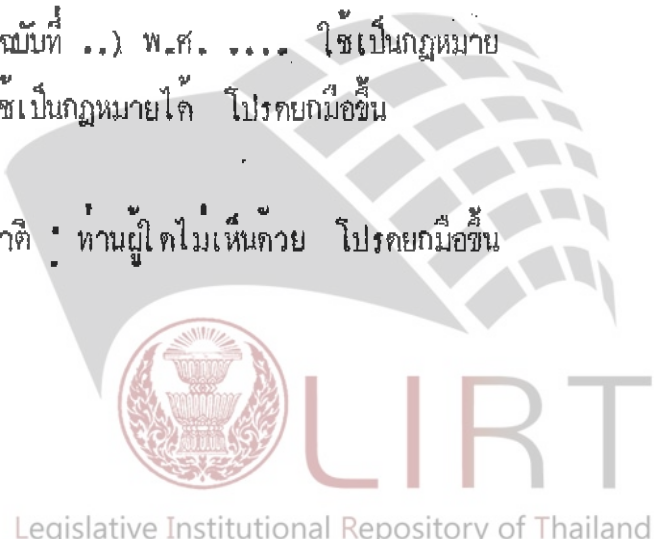 ฉบับที่ ..) พ.ศ. .... ใช้เป็นกฎหมาย
ช้เป็นกฎหมายได้ โปรดยกมือขึ้น
าติ : ท่านผู้ใดไม่เห็นด้วย โปรดยกมือขึ้น
LIRT
Legislative Institutional Repository of Thailand